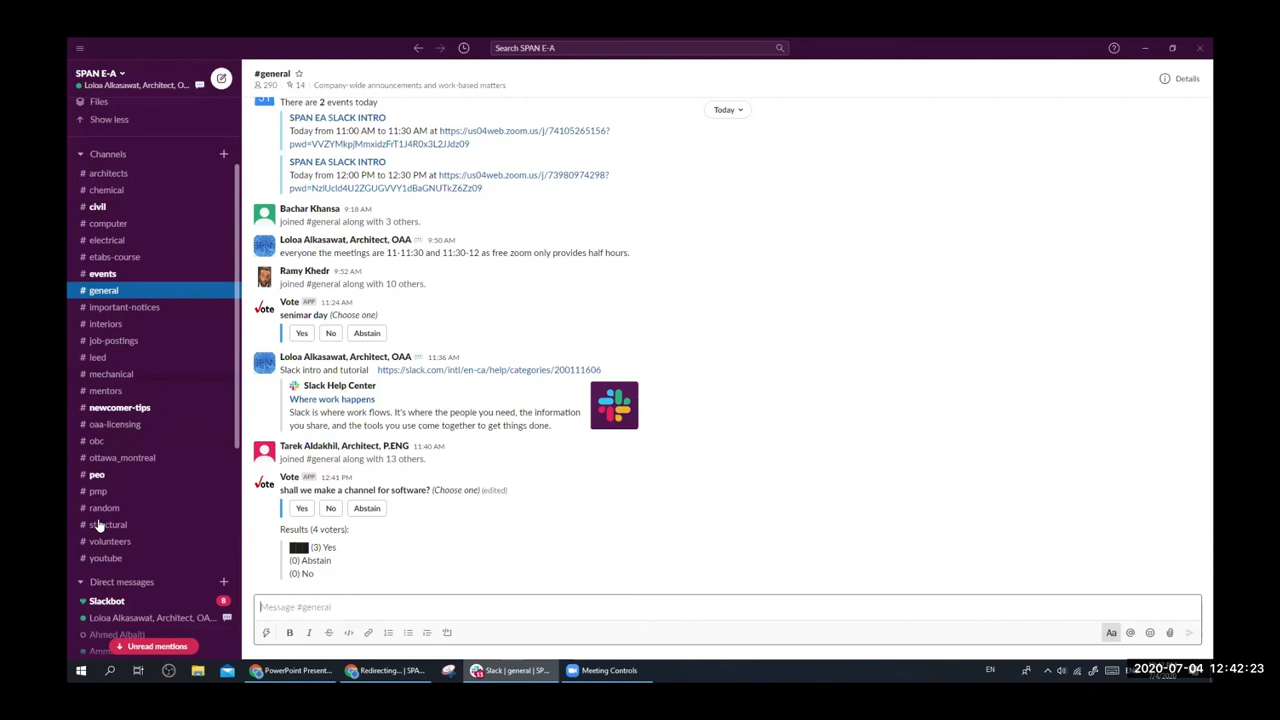 Search SPAN E-A
SPAN E-A
Loloa Alkasawat, Architect, O...
Files
Show less
Channels
# architects
# chemical
# civil
# computer
# electrical
# etabs-course
# events
# general
# important-notices
# interiors
# job-postings
# leed
# mechanical
# mentors
# newcomer-tips
# oaa-licensing
# obc
# ottawa_montreal
# peo
# pmp
# random
# structural
# volunteers
# youtube
Direct messages
Slackbot 8
Loloa Alkasawat, Architect, OA...
Ahmed Albaiti
Unread mentions
#general
290 14 Company-wide announcements and work-based matters
Details
Today
There are 2 events today
SPAN EA SLACK INTRO
Today from 11:00 AM to 11:30 AM at https://us04web.zoom.us/j/74105265156?
pwd=VVZYMkpjMmxidzFrT1J4R0x3L2JJdz09
SPAN EA SLACK INTRO
Today from 12:00 PM to 12:30 PM at https://us04web.zoom.us/j/73980974298?
pwd=NzlUcld4U2ZGUGVVY1dBaGNUTkZ6Zz09
Bachar Khansa 9:18 AM
joined #general along with 3 others.
Loloa Alkasawat, Architect, OAA 9:50 AM
everyone the meetings are 11-11:30 and 11:30-12 as free zoom only provides half hours.
Ramy Khedr 9:52 AM
joined #general along with 10 others.
Vote APP 11:24 AM
senimar day (Choose one)
Yes No Abstain
Loloa Alkasawat, Architect, OAA 11:36 AM
Slack intro and tutorial https://slack.com/intl/en-ca/help/categories/200111606
Slack Help Center
Where work happens
Slack is where work flows. It's where the people you need, the information
you share, and the tools you use come together to get things done.
Tarek Aldakhil, Architect, P.ENG 11:40 AM
joined #general along with 13 others.
Vote APP 12:41 PM
shall we make a channel for software? (Choose one) (edited)
Yes No Abstain
Results (4 voters):
(3) Yes
(0) Abstain
(0) No
Message #general
PowerPoint Present...
Redirecting... | SPA...
Slack | general | SP...
Meeting Controls
EN
2020-07-04 12:42:23